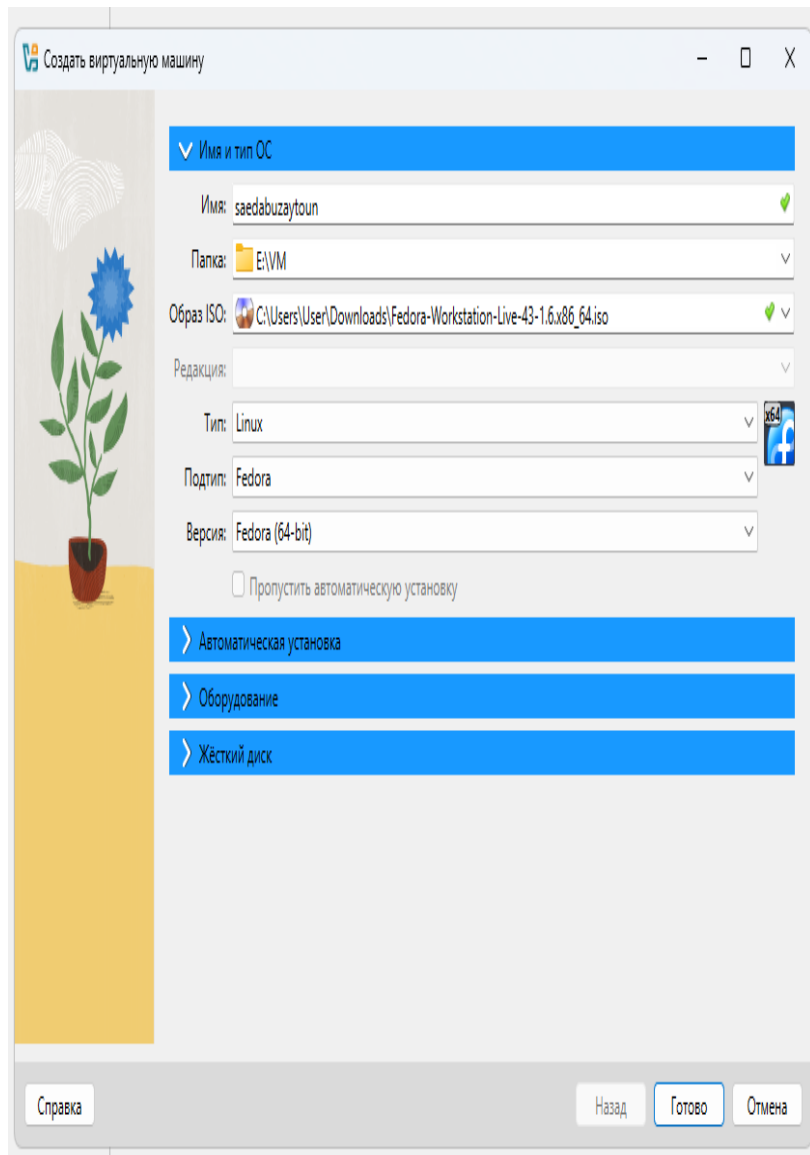 Создать виртуальную машину
Имя и тип ОС
Имя: saedabuzaytoun
Папка: E:\VM
Образ ISO: C:\Users\User\Downloads\Fedora-Workstation-Live-43-1.6.x86_64.iso
Редакция:
Тип: Linux
x64
Подтип: Fedora
Версия: Fedora (64-bit)
Пропустить автоматическую установку
Автоматическая установка
Оборудование
Жёсткий диск
Справка Назад Готово Отмена